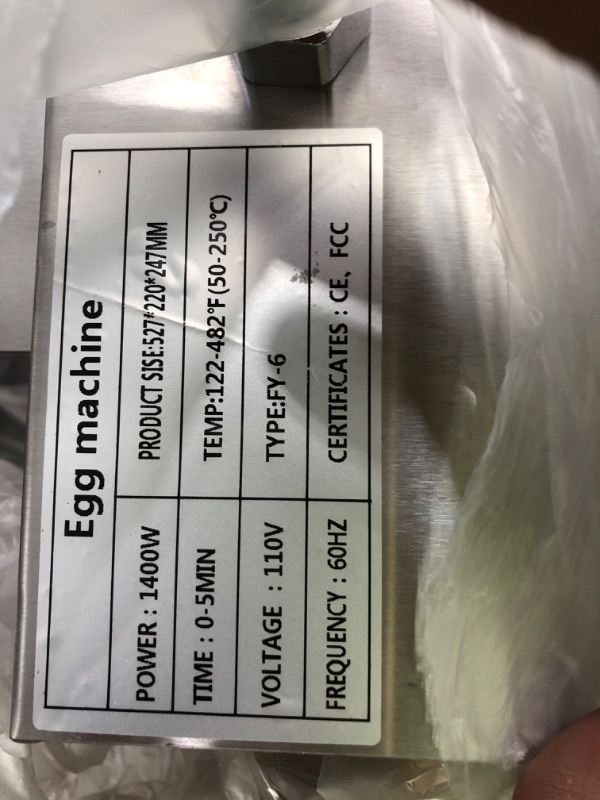 Egg machine
POWER : 1400W PRODUCT SISE:527*220*247MM
TIME : 0-5MIN TEMP:122-482℉(50-250℃)
VOLTAGE : 110V TYPE:FY-6
FREQUENCY : 60HZ CERTIFICATES : CE、FCC